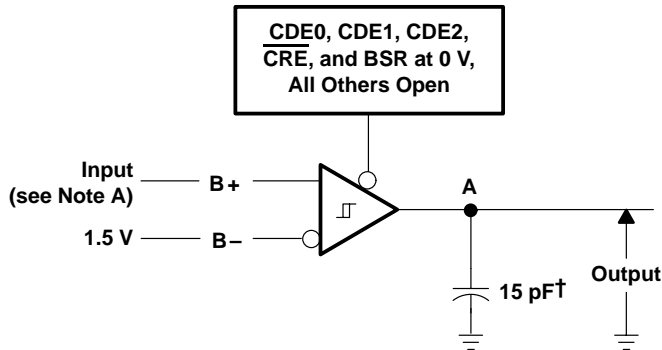 CDE0, CDE1, CDE2,
CRE, and BSR at 0 V,
All Others Open
Input
(see Note A)
B+
A
1.5 V
B−
15 pF†
Output